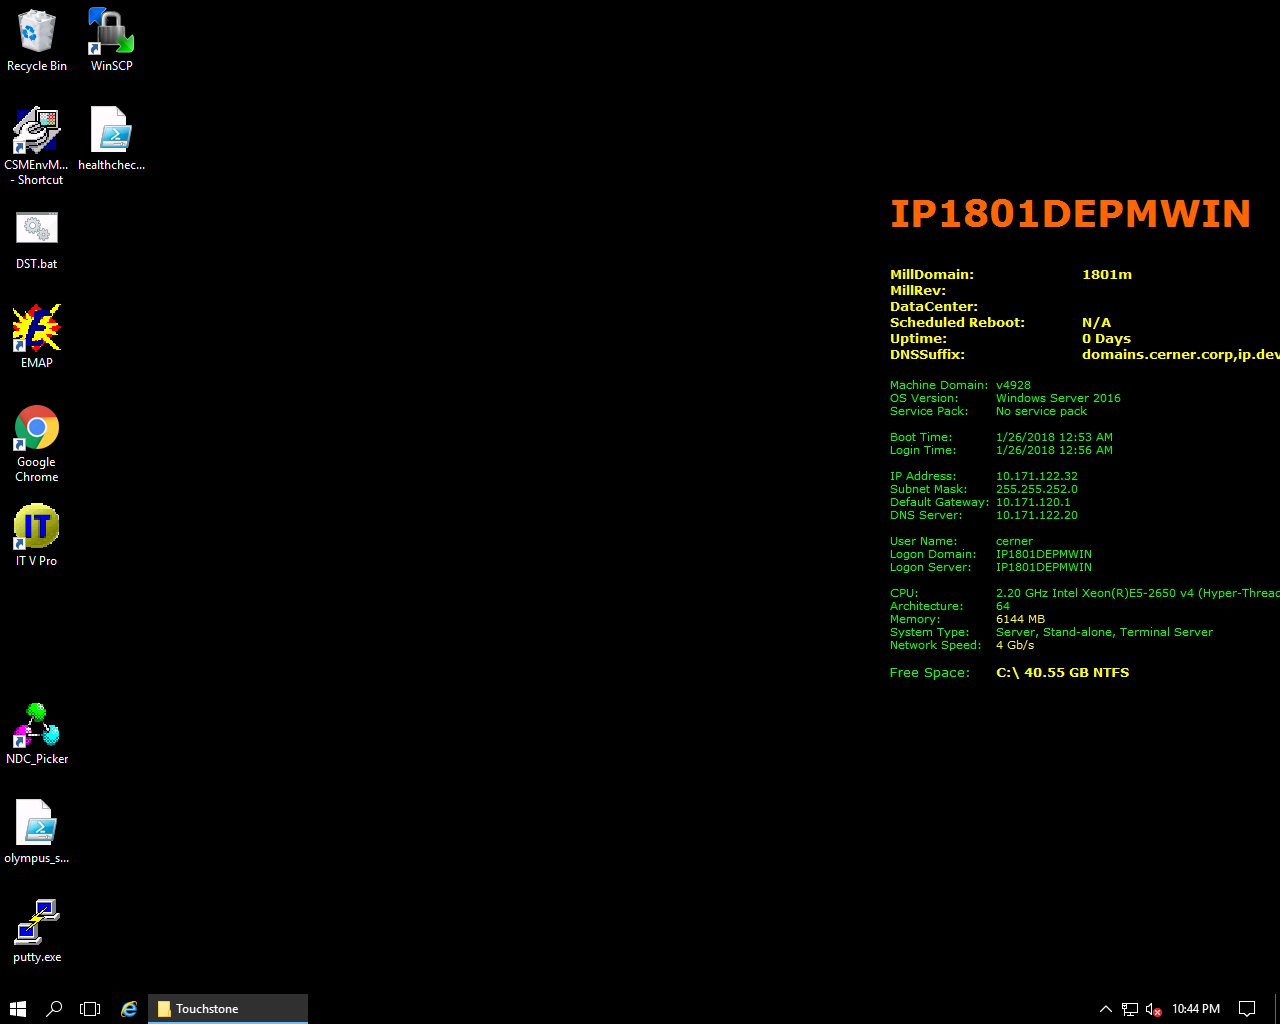 Recycle Bin
WinSCP
CSMEnvM...
- Shortcut
healthchec...
DST.bat
EMAP
Google
Chrome
IT
IT V Pro
NDC_Picker
olympus_s...
putty.exe
IP1801DEPMWIN
MillDomain: 1801m
MillRev:
DataCenter:
Scheduled Reboot: N/A
Uptime: 0 Days
DNSSuffix: domains.cerner.corp,ip.dev
Machine Domain: v4928
OS Version: Windows Server 2016
Service Pack: No service pack
Boot Time: 1/26/2018 12:53 AM
Login Time: 1/26/2018 12:56 AM
IP Address: 10.171.122.32
Subnet Mask: 255.255.252.0
Default Gateway: 10.171.120.1
DNS Server: 10.171.122.20
User Name: cerner
Logon Domain: IP1801DEPMWIN
Logon Server: IP1801DEPMWIN
CPU: 2.20 GHz Intel Xeon(R)E5-2650 v4 (Hyper-Thread
Architecture: 64
Memory: 6144 MB
System Type: Server, Stand-alone, Terminal Server
Network Speed: 4 Gb/s
Free Space: C:\ 40.55 GB NTFS
Touchstone
10:44 PM